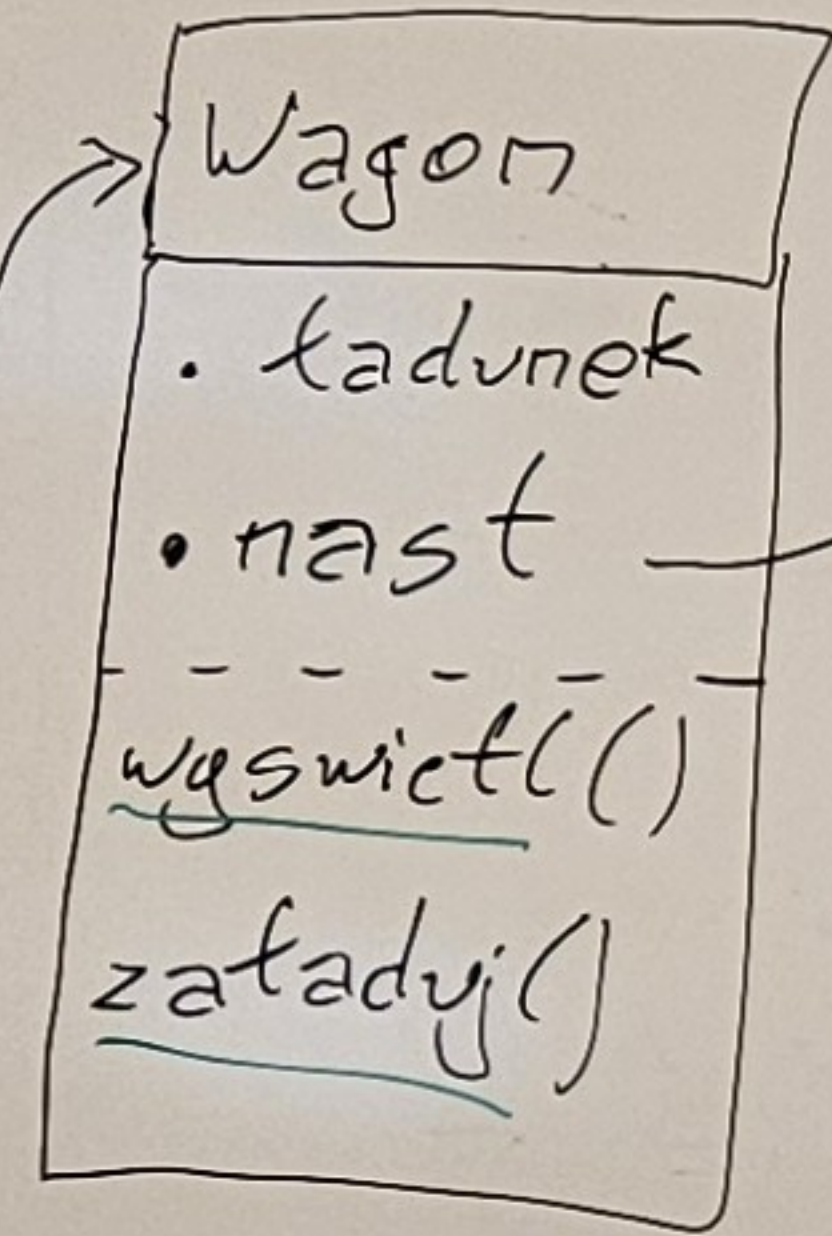 Wagon
• ładunek
• nast
wyswietl()
załaduj()